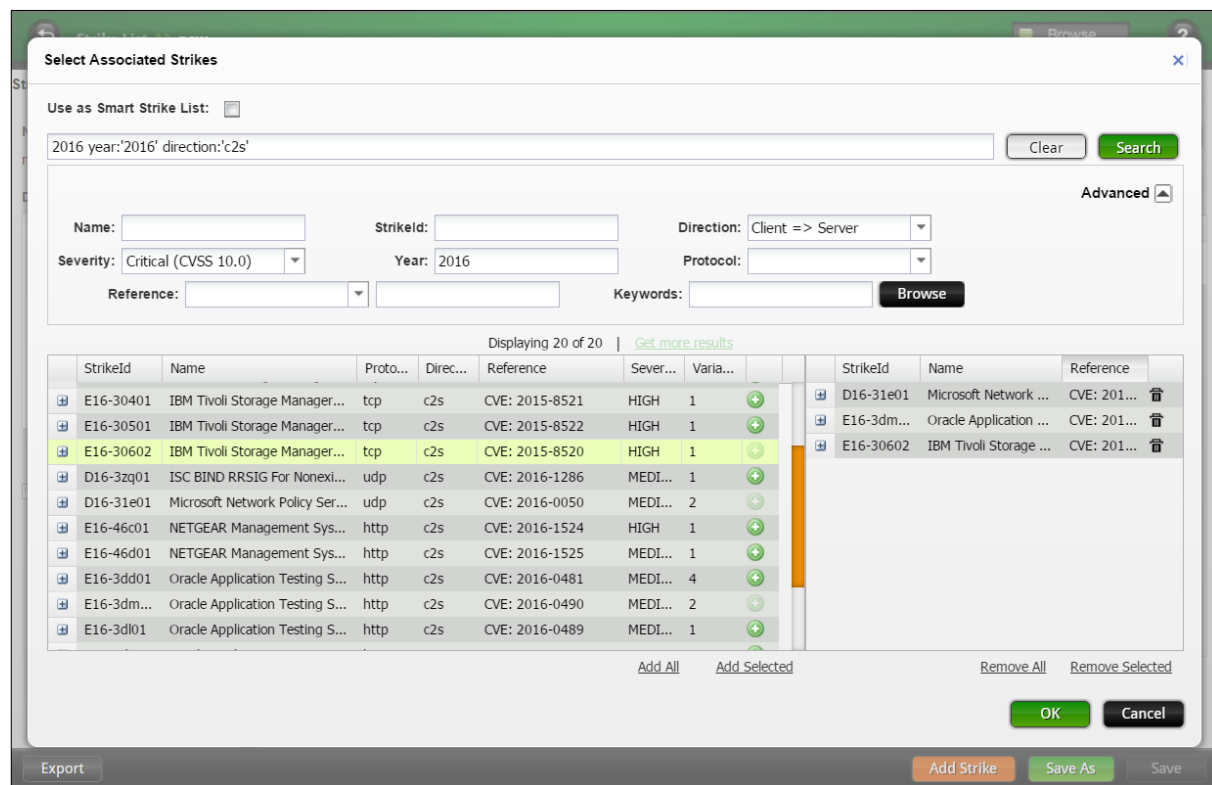 Strike List >> new
Browse
?
Select Associated Strikes
×
St
Use as Smart Strike List:
2016 year:'2016' direction:'c2s'
Clear
Search
Advanced
Name:
StrikeId:
Direction: Client => Server
Severity: Critical (CVSS 10.0)
Year: 2016
Protocol:
Reference:
Keywords:
Browse
Displaying 20 of 20 | Get more results
StrikeId Name Proto... Direc... Reference Sever... Varia...
E16-30401 IBM Tivoli Storage Manager... tcp c2s CVE: 2015-8521 HIGH 1
E16-30501 IBM Tivoli Storage Manager... tcp c2s CVE: 2015-8522 HIGH 1
E16-30602 IBM Tivoli Storage Manager... tcp c2s CVE: 2015-8520 HIGH 1
D16-3zq01 ISC BIND RRSIG For Nonexi... udp c2s CVE: 2016-1286 MEDI... 1
D16-31e01 Microsoft Network Policy Ser... udp c2s CVE: 2016-0050 MEDI... 2
E16-46c01 NETGEAR Management Sys... http c2s CVE: 2016-1524 HIGH 1
E16-46d01 NETGEAR Management Sys... http c2s CVE: 2016-1525 MEDI... 1
E16-3dd01 Oracle Application Testing S... http c2s CVE: 2016-0481 MEDI... 4
E16-3dm... Oracle Application Testing S... http c2s CVE: 2016-0490 MEDI... 2
E16-3dl01 Oracle Application Testing S... http c2s CVE: 2016-0489 MEDI... 1
StrikeId Name Reference
D16-31e01 Microsoft Network ... CVE: 201...
E16-3dm... Oracle Application ... CVE: 201...
E16-30602 IBM Tivoli Storage ... CVE: 201...
Add All Add Selected
Remove All Remove Selected
OK
Cancel
Export
Add Strike
Save As
Save